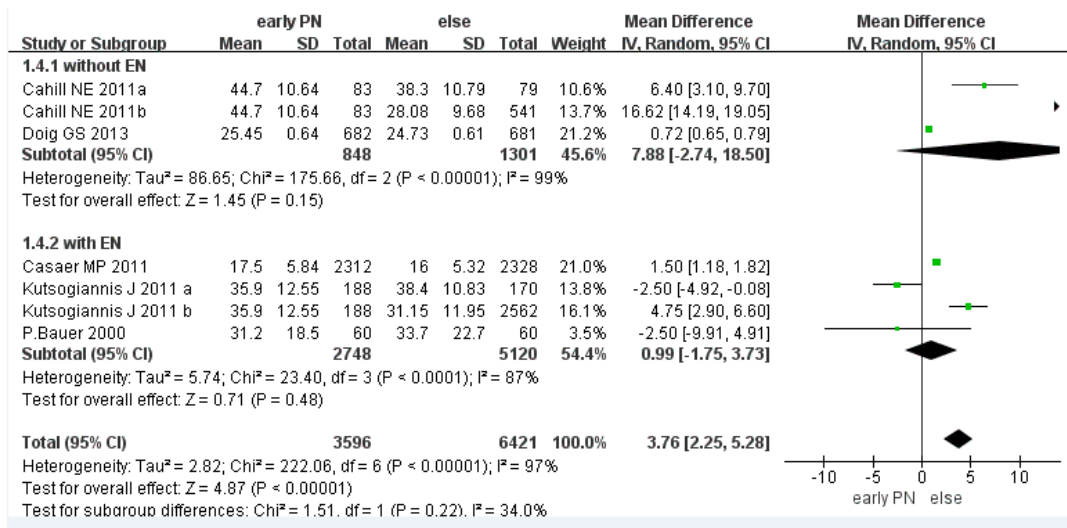 early PN else Mean Difference Mean Difference
Study or Subgroup Mean SD Total Mean SD Total Weight IV, Random, 95% CI IV, Random, 95% CI
1.4.1 without EN
Cahill NE 2011a 44.7 10.64 83 38.3 10.79 79 10.6% 6.40 [3.10, 9.70]
Cahill NE 2011b 44.7 10.64 83 28.08 9.68 541 13.7% 16.62 [14.19, 19.05]
Doig GS 2013 25.45 0.64 682 24.73 0.61 681 21.2% 0.72 [0.65, 0.79]
Subtotal (95% CI) 848 1301 45.6% 7.88 [-2.74, 18.50]
Heterogeneity: Tau² = 86.65; Chi² = 175.66, df = 2 (P < 0.00001); I² = 99%
Test for overall effect: Z = 1.45 (P = 0.15)
1.4.2 with EN
Casaer MP 2011 17.5 5.84 2312 16 5.32 2328 21.0% 1.50 [1.18, 1.82]
Kutsogiannis J 2011 a 35.9 12.55 188 38.4 10.83 170 13.8% -2.50 [-4.92, -0.08]
Kutsogiannis J 2011 b 35.9 12.55 188 31.15 11.95 2562 16.1% 4.75 [2.90, 6.60]
P.Bauer 2000 31.2 18.5 60 33.7 22.7 60 3.5% -2.50 [-9.91, 4.91]
Subtotal (95% CI) 2748 5120 54.4% 0.99 [-1.75, 3.73]
Heterogeneity: Tau² = 5.74; Chi² = 23.40, df = 3 (P < 0.0001); I² = 87%
Test for overall effect: Z = 0.71 (P = 0.48)
Total (95% CI) 3596 6421 100.0% 3.76 [2.25, 5.28]
Heterogeneity: Tau² = 2.82; Chi² = 222.06, df = 6 (P < 0.00001); I² = 97%
Test for overall effect: Z = 4.87 (P < 0.00001)
Test for subgroup differences: Chi² = 1.51, df = 1 (P = 0.22), I² = 34.0%
-10 -5 0 5 10
early PN else